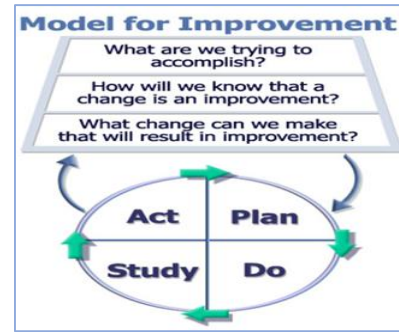 Model for Improvement
What are we trying to
accomplish?
How will we know that a
change is an improvement?
What change can we make
that will result in improvement?
Act
Plan
Study
Do